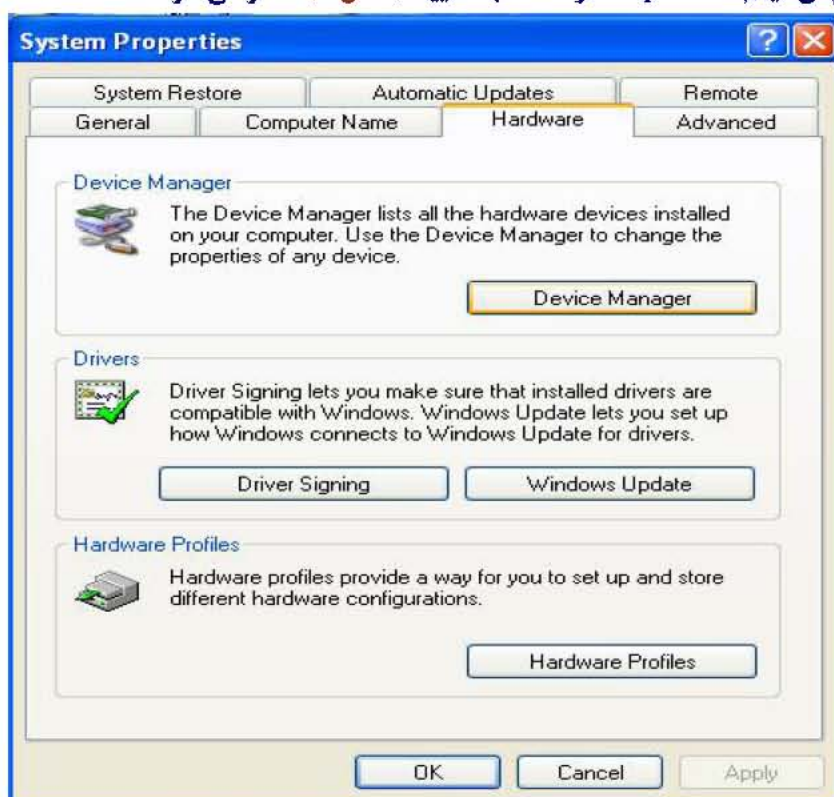 System Properties
System Restore
Automatic Updates
Remote
General
Computer Name
Hardware
Advanced
Device Manager
The Device Manager lists all the hardware devices installed
on your computer. Use the Device Manager to change the
properties of any device.
Device Manager
Drivers
Driver Signing lets you make sure that installed drivers are
compatible with Windows. Windows Update lets you set up
how Windows connects to Windows Update for drivers.
Driver Signing
Windows Update
Hardware Profiles
Hardware profiles provide a way for you to set up and store
different hardware configurations.
Hardware Profiles
OK
Cancel
Apply